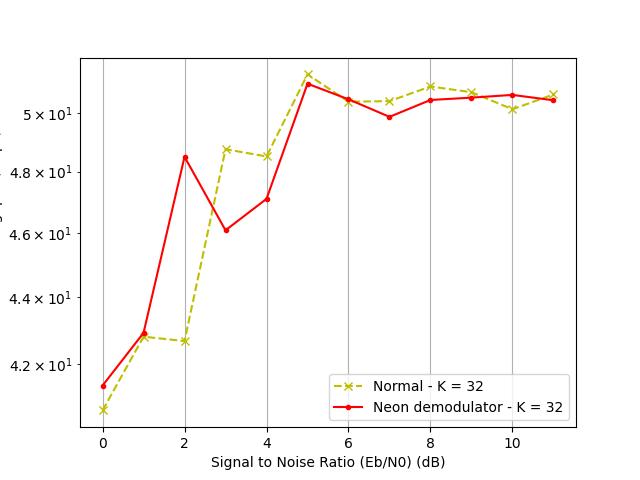 5 × 10¹
4.8 × 10¹
4.6 × 10¹
4.4 × 10¹
4.2 × 10¹
Normal - K = 32
Neon demodulator - K = 32
0 2 4 6 8 10
Signal to Noise Ratio (Eb/N0) (dB)